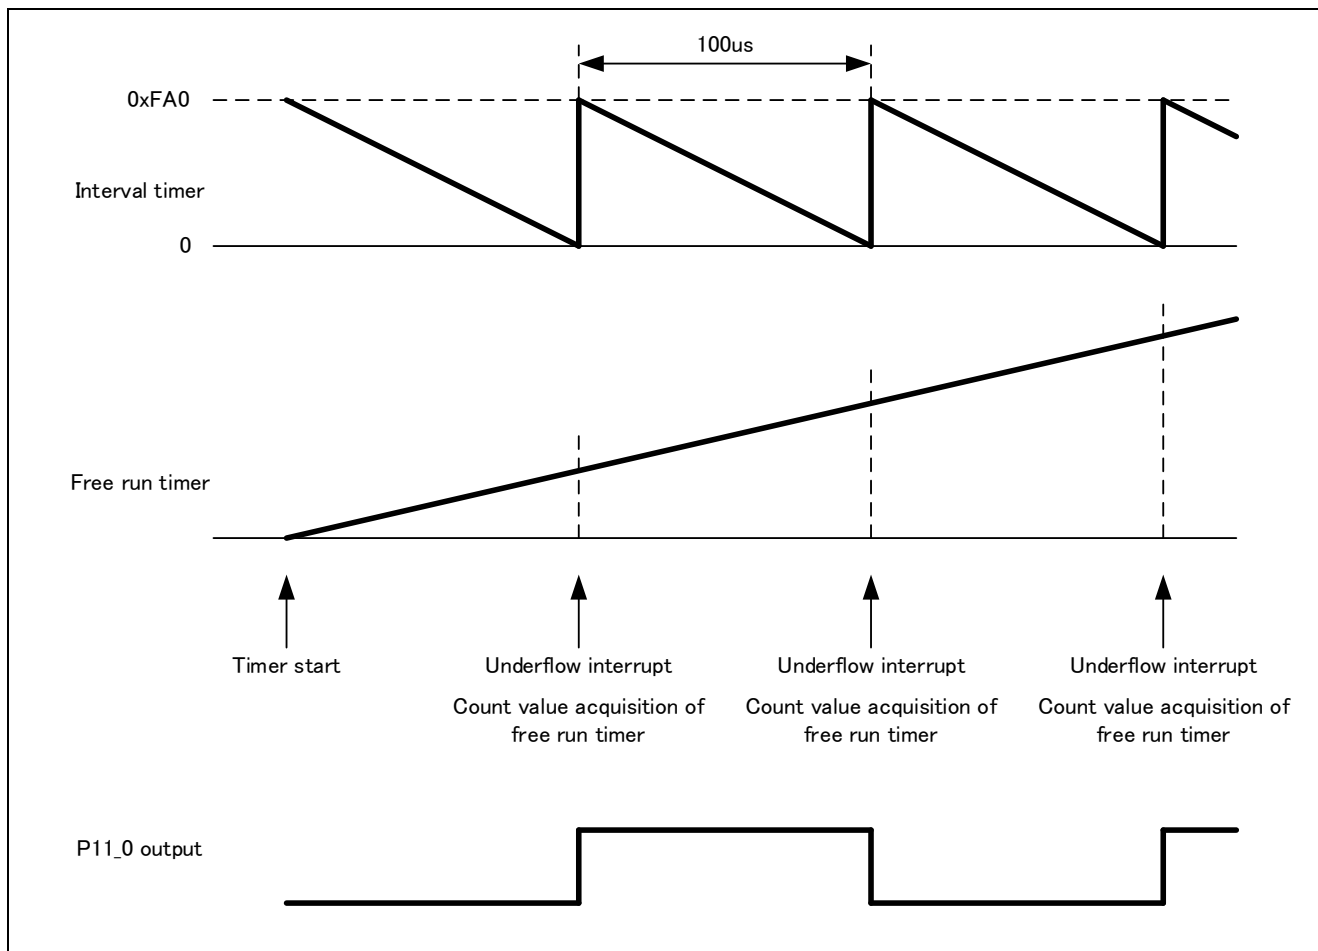 100us
0xFA0
Interval timer
0
Free run timer
Timer start
Underflow interrupt
Count value acquisition of
free run timer
Underflow interrupt
Count value acquisition of
free run timer
Underflow interrupt
Count value acquisition of
free run timer
P11_0 output